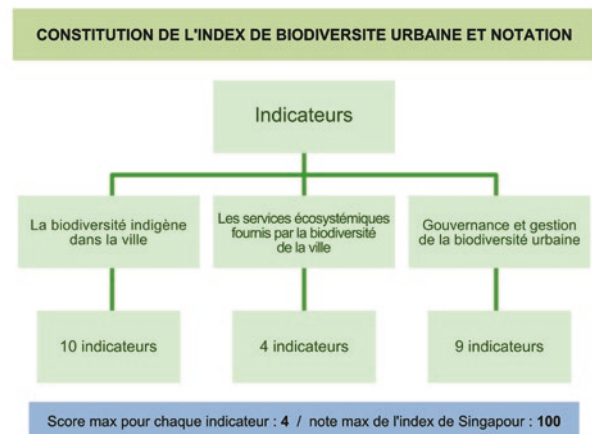 CONSTITUTION DE L'INDEX DE BIODIVERSITE URBAINE ET NOTATION
Indicateurs
La biodiversité indigène
dans la ville
Les services écosystémiques
fournis par la biodiversité
de la ville
Gouvernance et gestion
de la biodiversité urbaine
10 indicateurs
4 indicateurs
9 indicateurs
Score max pour chaque indicateur : 4 / note max de l'index de Singapour : 100